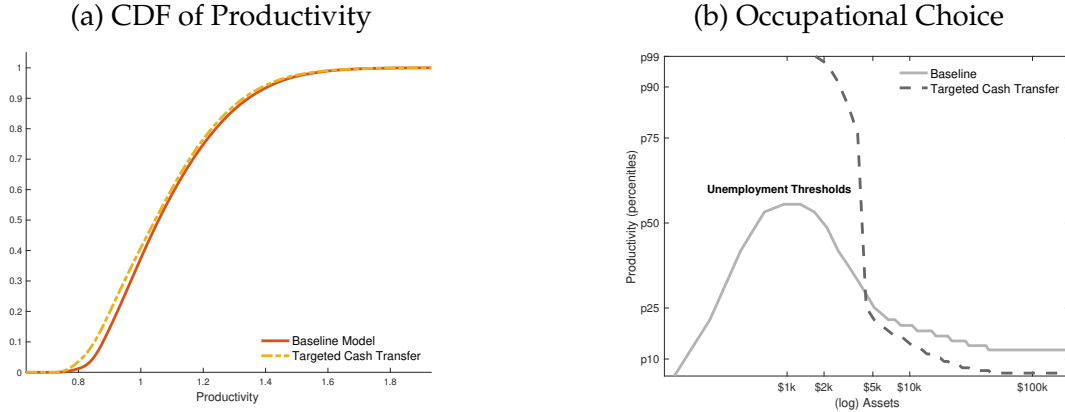 (a) CDF of Productivity
1
0.9
0.8
0.7
0.6
0.5
0.4
0.3
0.2
0.1
0
0.8
1
1.2
1.4
1.6
1.8
Productivity
Baseline Model
Targeted Cash Transfer
(b) Occupational Choice
p99
p90
p75
p50
p25
p10
Productivity (percenitles)
Baseline
Targeted Cash Transfer
Unemployment Thresholds
$1k
$2k
$5k
$10k
$100k
(log) Assets